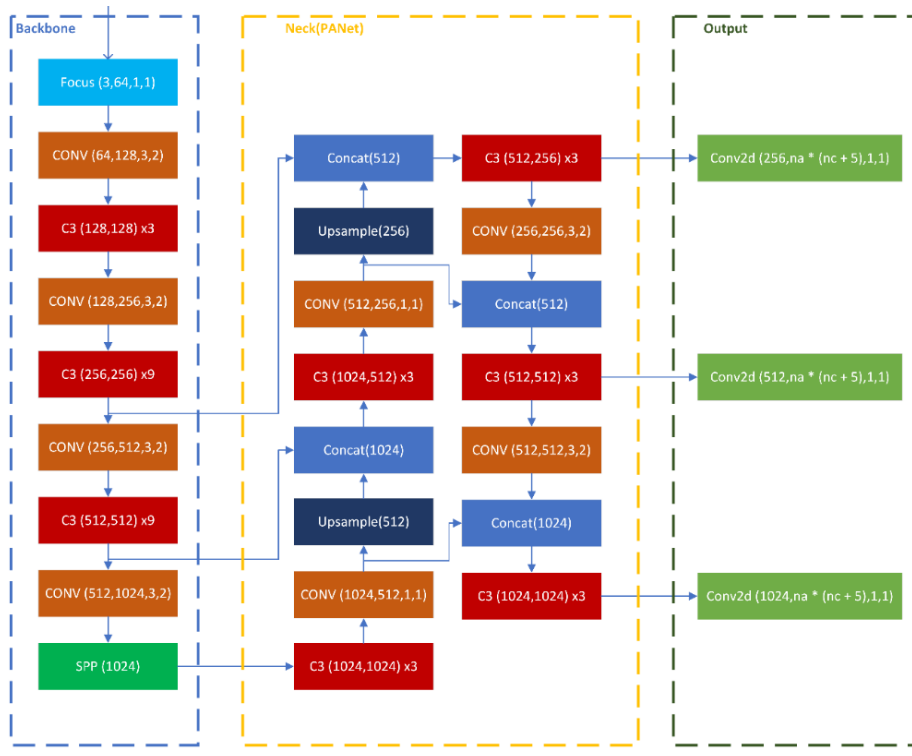 Backbone
Focus (3,64,1,1)
CONV (64,128,3,2)
C3 (128,128) x3
CONV (128,256,3,2)
C3 (256,256) x9
CONV (256,512,3,2)
C3 (512,512) x9
CONV (512,1024,3,2)
SPP (1024)
Neck(PANet)
Concat(512)
Upsample(256)
CONV (512,256,1,1)
C3 (1024,512) x3
Concat(1024)
Upsample(512)
CONV (1024,512,1,1)
C3 (1024,1024) x3
C3 (512,256) x3
CONV (256,256,3,2)
Concat(512)
C3 (512,512) x3
CONV (512,512,3,2)
Concat(1024)
C3 (1024,1024) x3
Output
Conv2d (256,na * (nc + 5),1,1)
Conv2d (512,na * (nc + 5),1,1)
Conv2d (1024,na * (nc + 5),1,1)